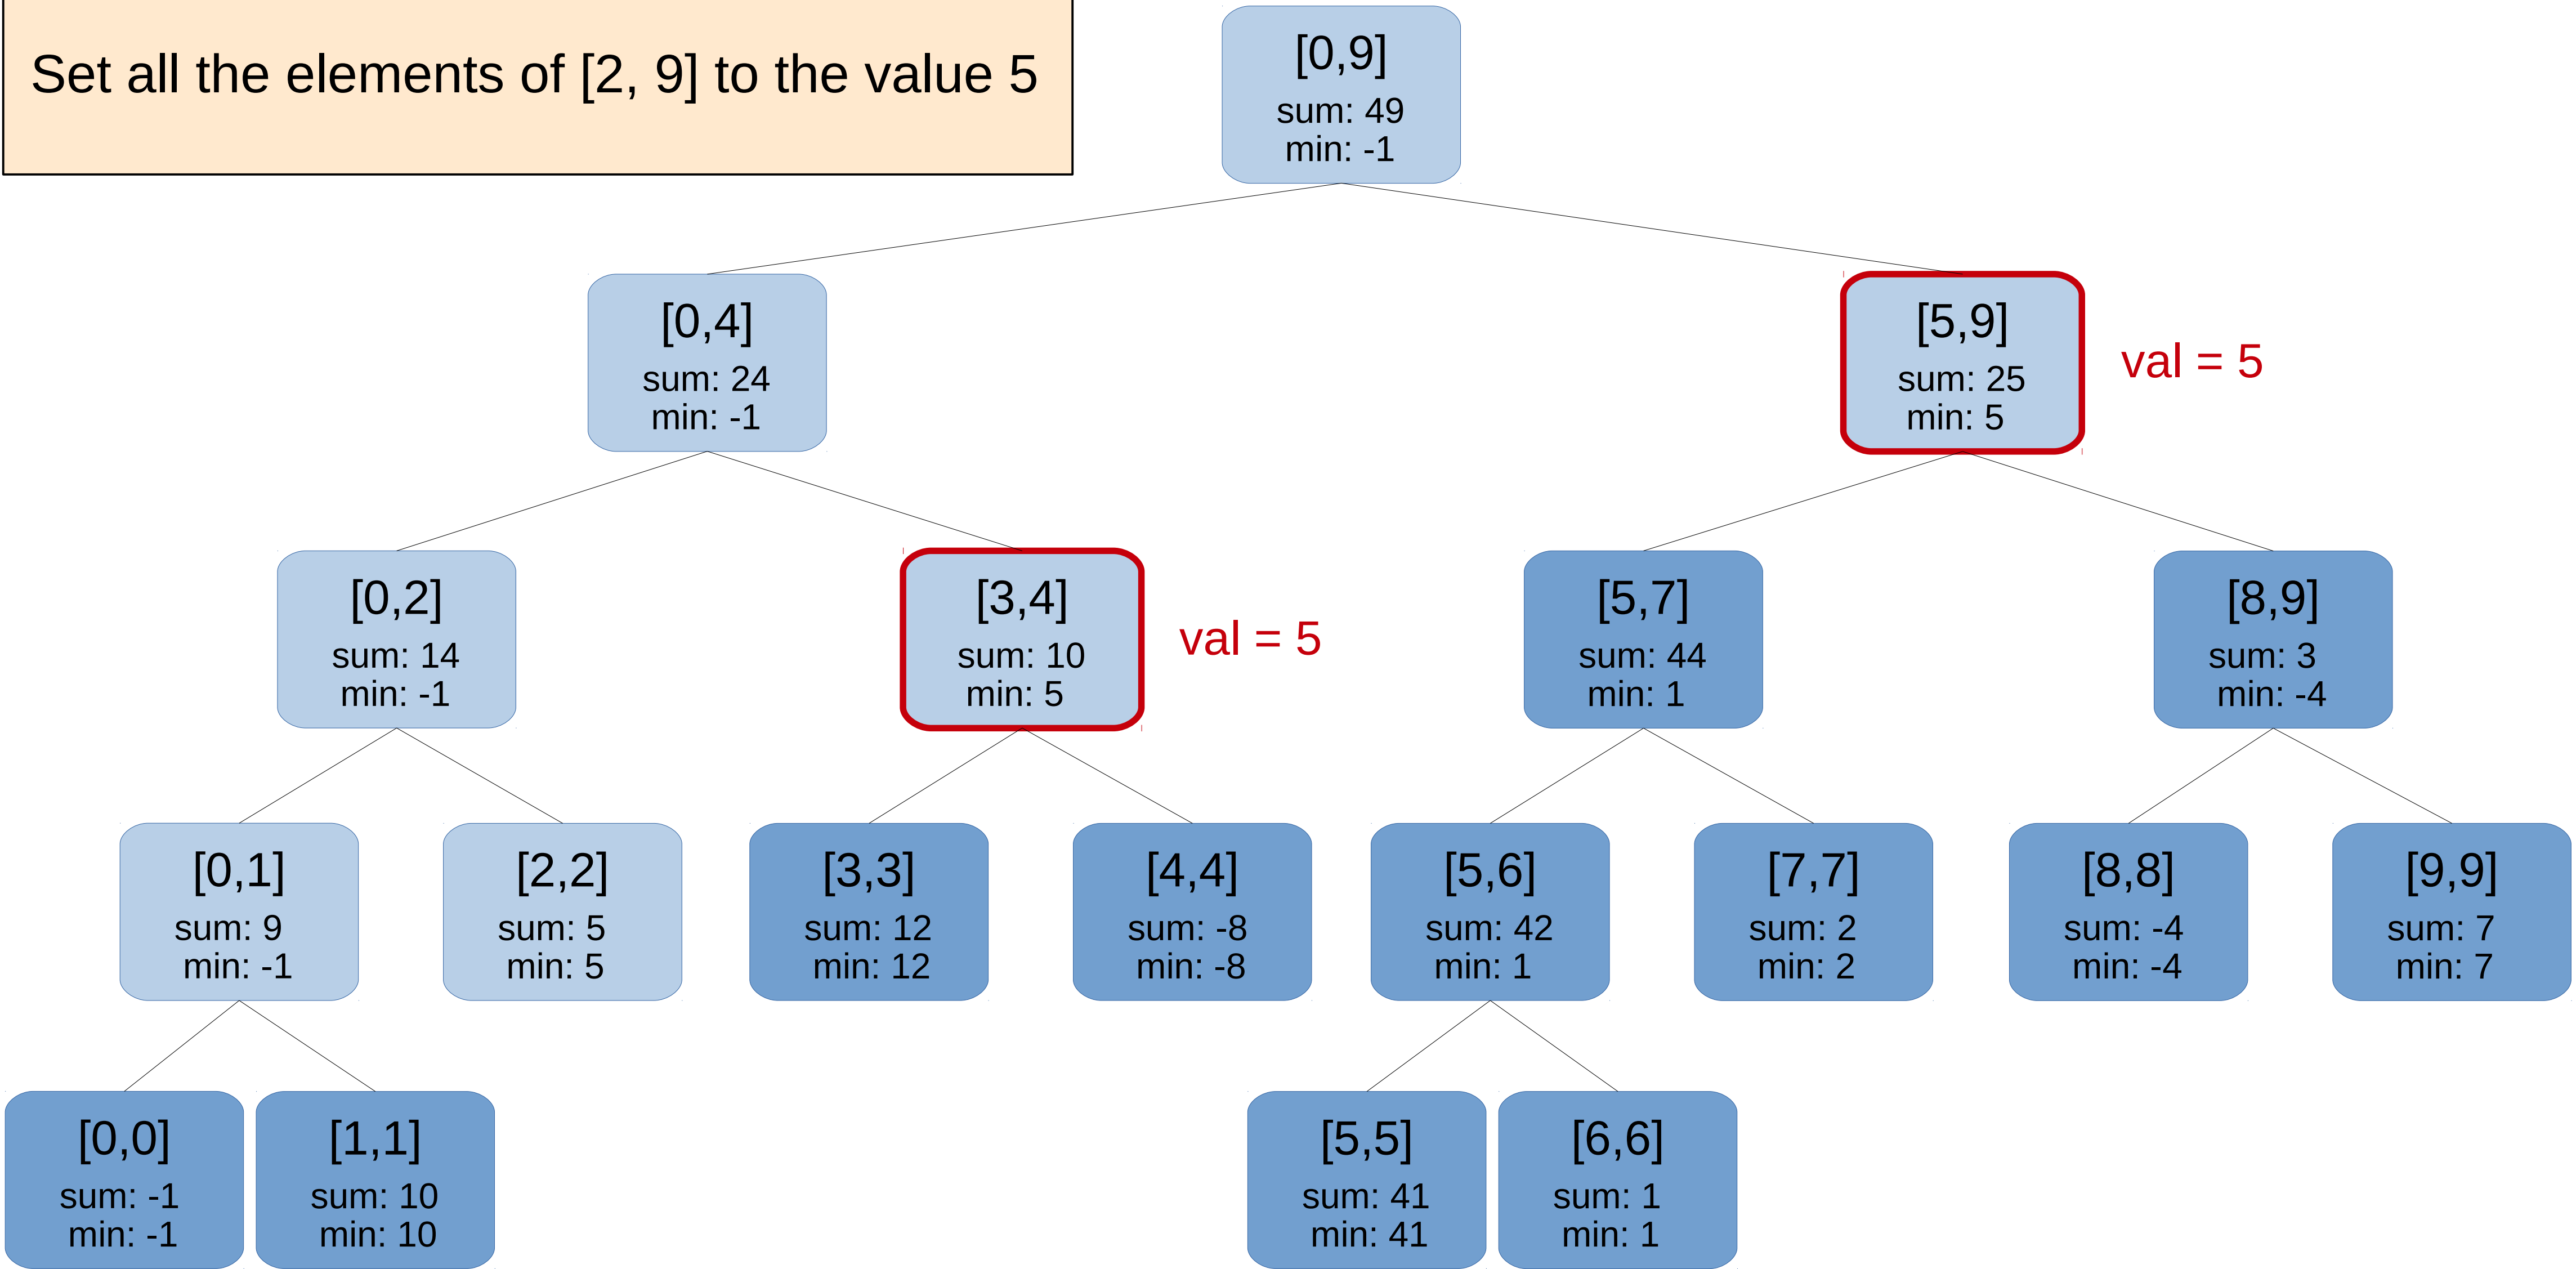 Set all the elements of [2, 9] to the value 5
[0,9]
sum: 49
min: -1
[0,4]
sum: 24
min: -1
[5,9]
sum: 25
min: 5
val = 5
[0,2]
sum: 14
min: -1
[3,4]
sum: 10
min: 5
val = 5
[5,7]
sum: 44
min: 1
[8,9]
sum: 3
min: -4
[0,1]
sum: 9
min: -1
[2,2]
sum: 5
min: 5
[3,3]
sum: 12
min: 12
[4,4]
sum: -8
min: -8
[5,6]
sum: 42
min: 1
[7,7]
sum: 2
min: 2
[8,8]
sum: -4
min: -4
[9,9]
sum: 7
min: 7
[0,0]
sum: -1
min: -1
[1,1]
sum: 10
min: 10
[5,5]
sum: 41
min: 41
[6,6]
sum: 1
min: 1